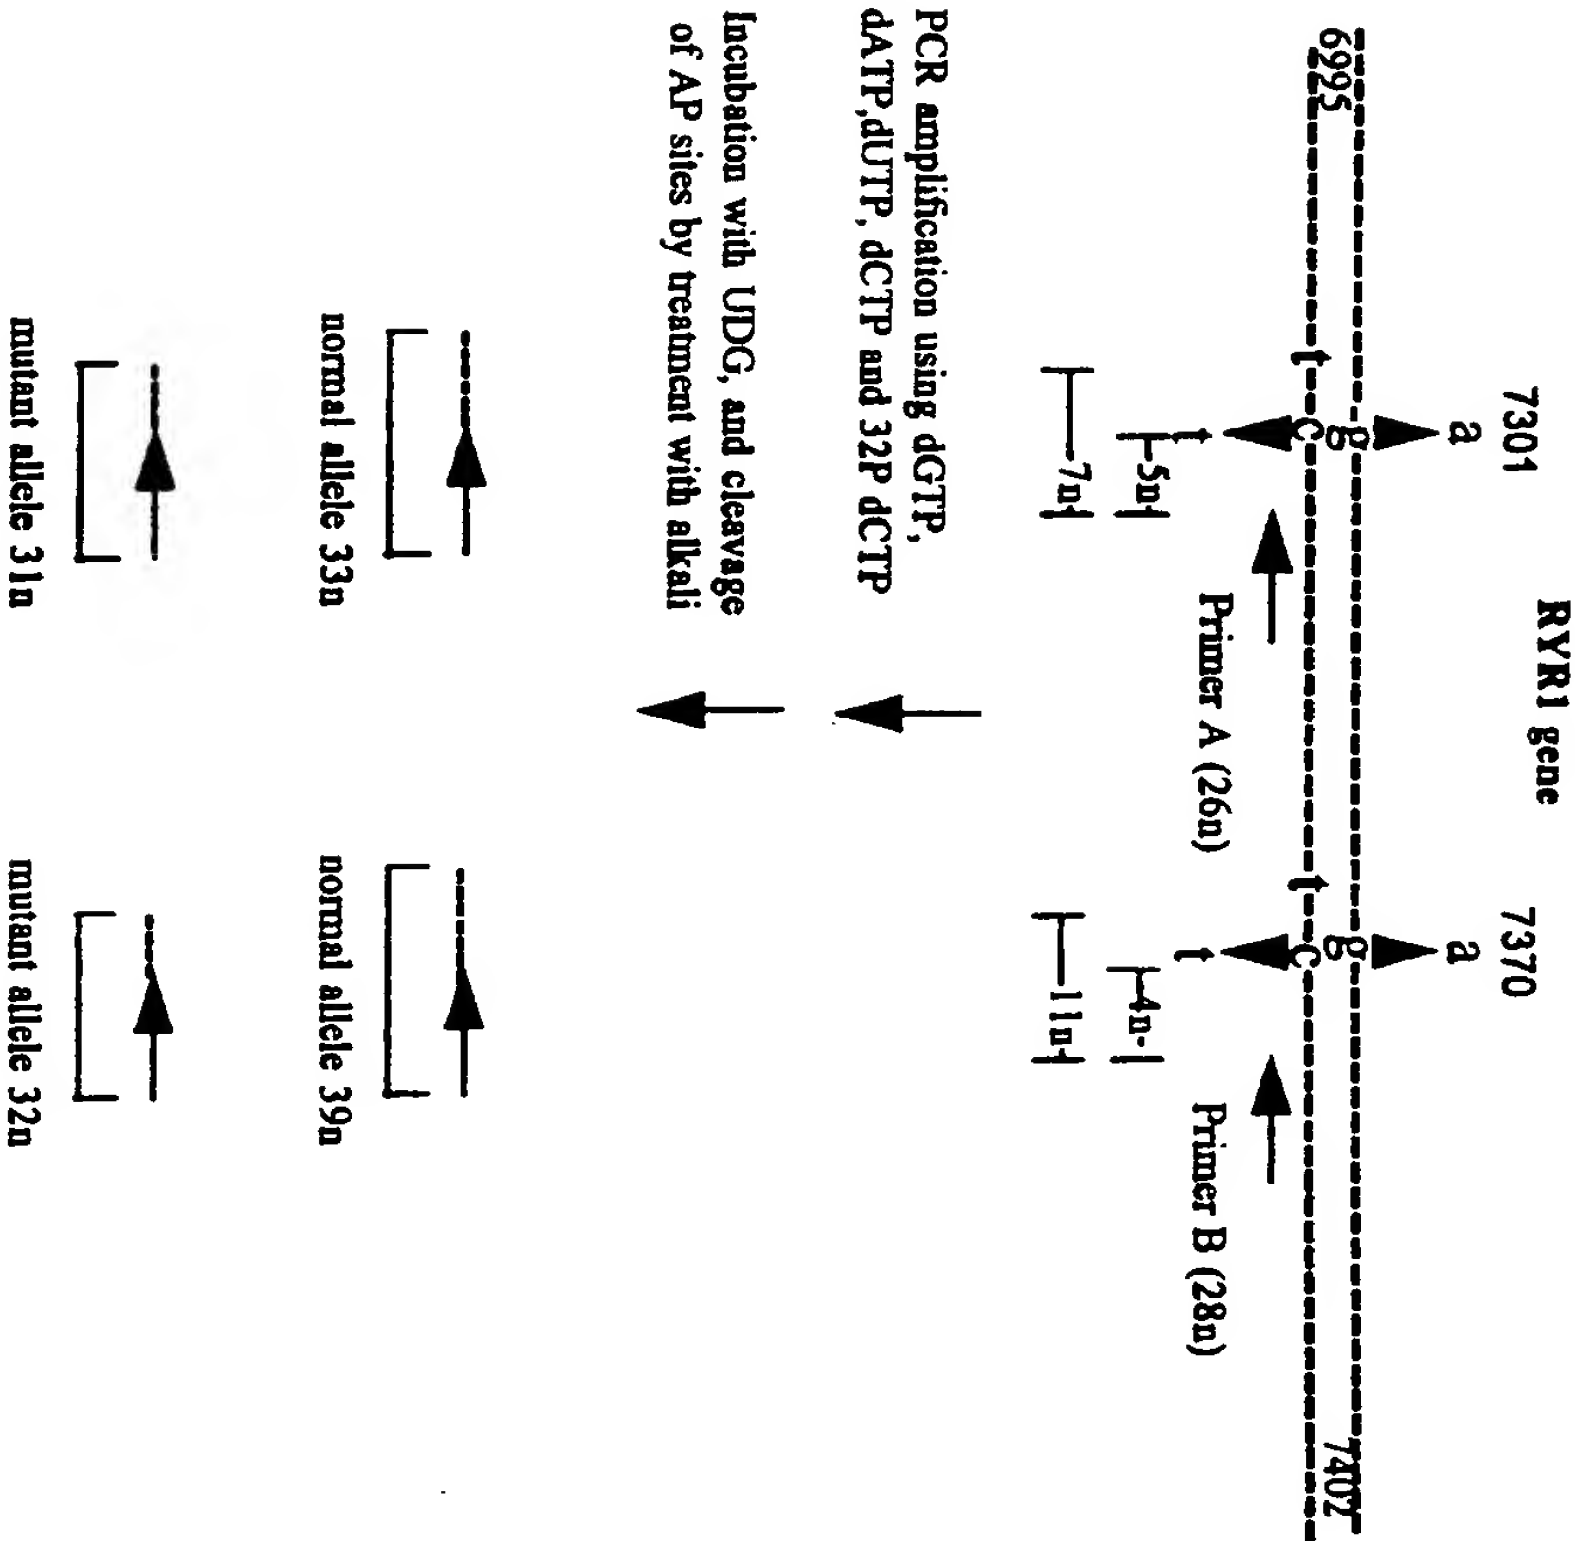 RYR1 gene
7301
7370
a
a
6995
g
g
7402
t
c
t
c
t
t
Primer A (26n)
Primer B (28n)
5n
4n
7n
11n
PCR amplification using dGTP,
dATP,dUTP, dCTP and 32P dCTP
Incubation with UDG, and cleavage
of AP sites by treatment with alkali
normal allele 33n
normal allele 39n
mutant allele 31n
mutant allele 32n